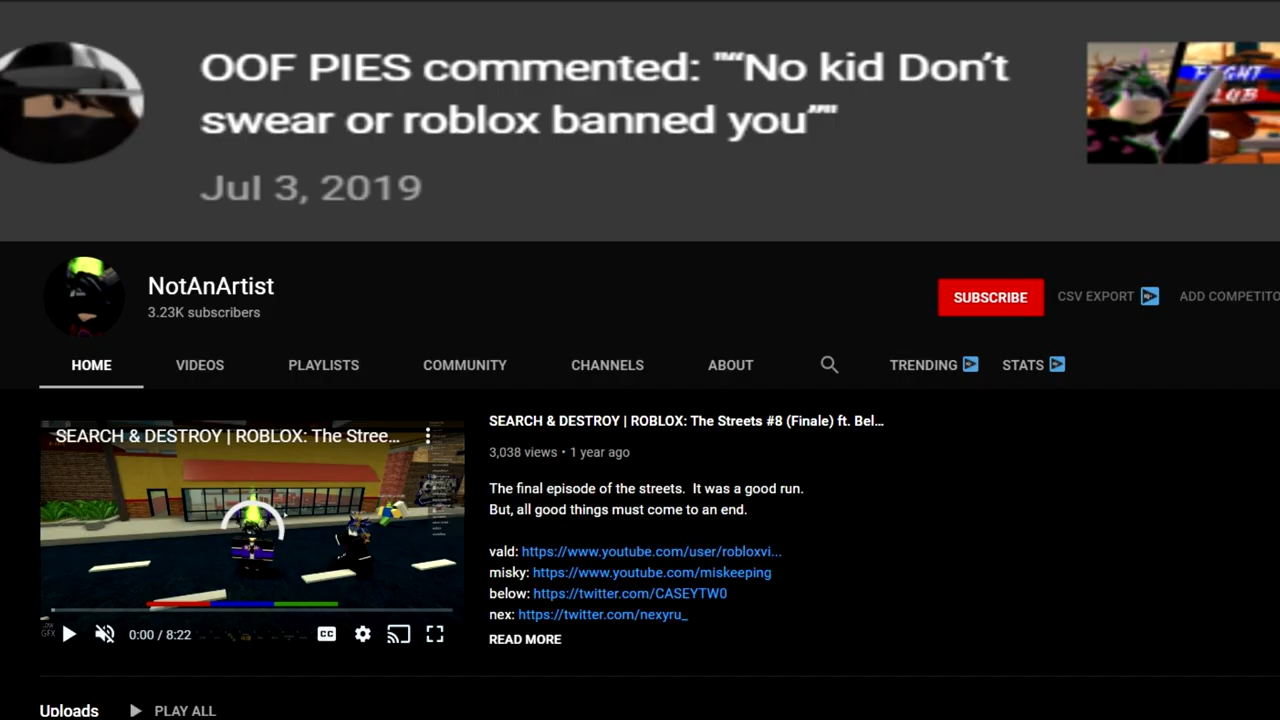 OOF PIES commented: "“No kid Don’t
swear or roblox banned you”"
Jul 3, 2019
FIGHT
CLUB
NotAnArtist
3.23K subscribers
SUBSCRIBE
CSV EXPORT
ADD COMPETITO
HOME
VIDEOS
PLAYLISTS
COMMUNITY
CHANNELS
ABOUT
TRENDING
STATS
SEARCH & DESTROY | ROBLOX: The Stree...
SEARCH & DESTROY | ROBLOX: The Streets #8 (Finale) ft. Bel...
3,038 views • 1 year ago
The final episode of the streets. It was a good run.
But, all good things must come to an end.
vald: https://www.youtube.com/user/robloxvi...
misky: https://www.youtube.com/miskeeping
below: https://twitter.com/CASEYTW0
nex: https://twitter.com/nexyru_
READ MORE
LOW
GFX
0:00 / 8:22
CC
Uploads
PLAY ALL